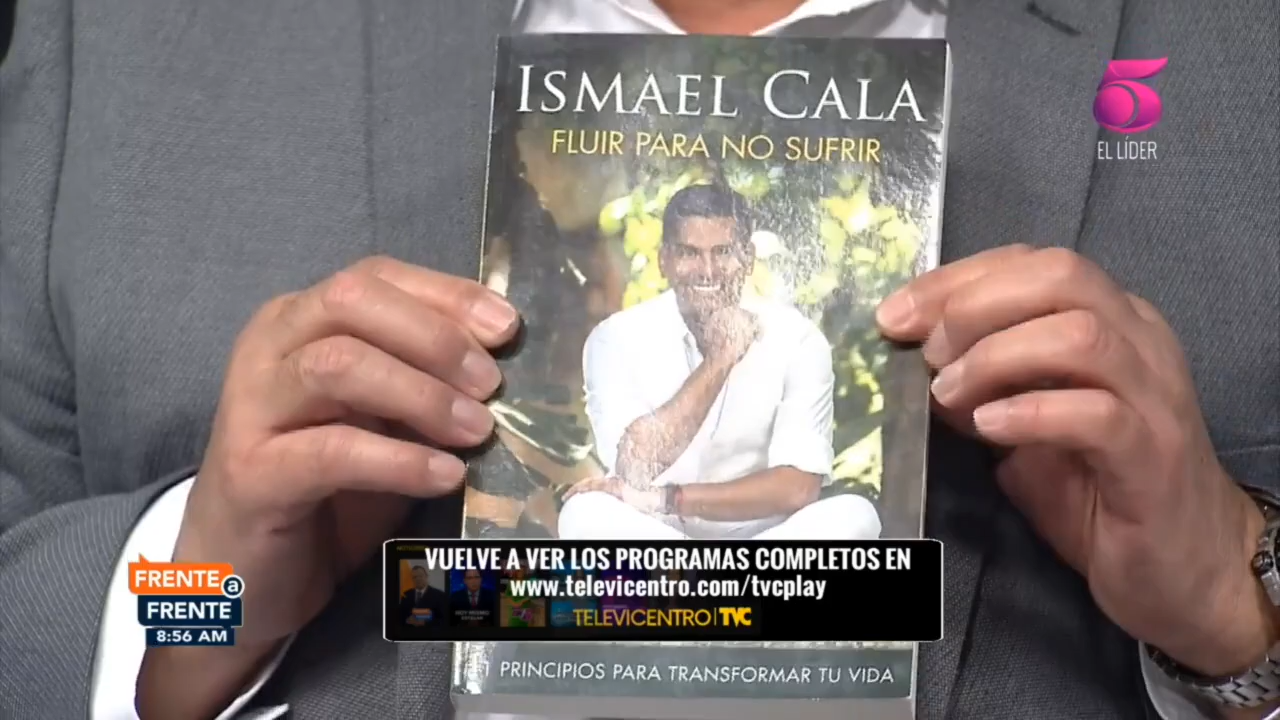 ISMAEL CALA
FLUIR PARA NO SUFRIR
5
EL LÍDER
VUELVE A VER LOS PROGRAMAS COMPLETOS EN
www.televicentro.com/tvcplay
TELEVICENTRO|TVC
FRENTE a
FRENTE
8:56 AM
PRINCIPIOS PARA TRANSFORMAR TU VIDA